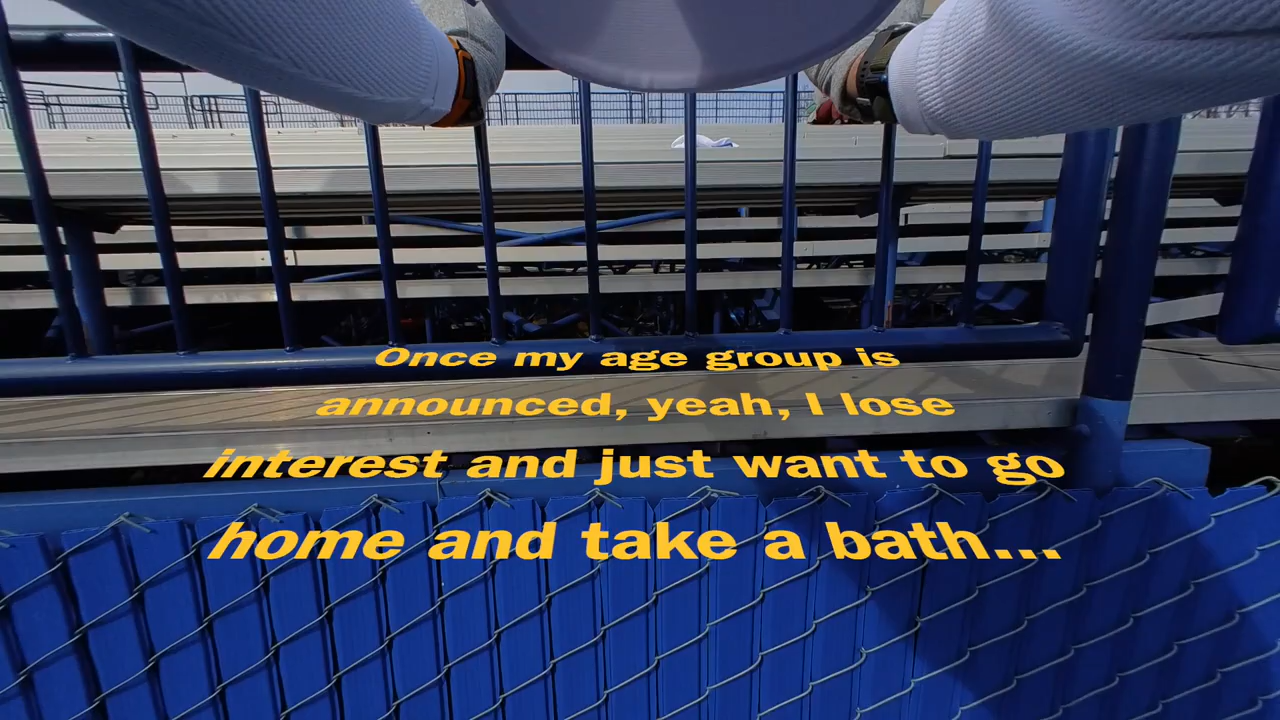 Once my age group is
announced, yeah, I lose
interest and just want to go
home and take a bath...